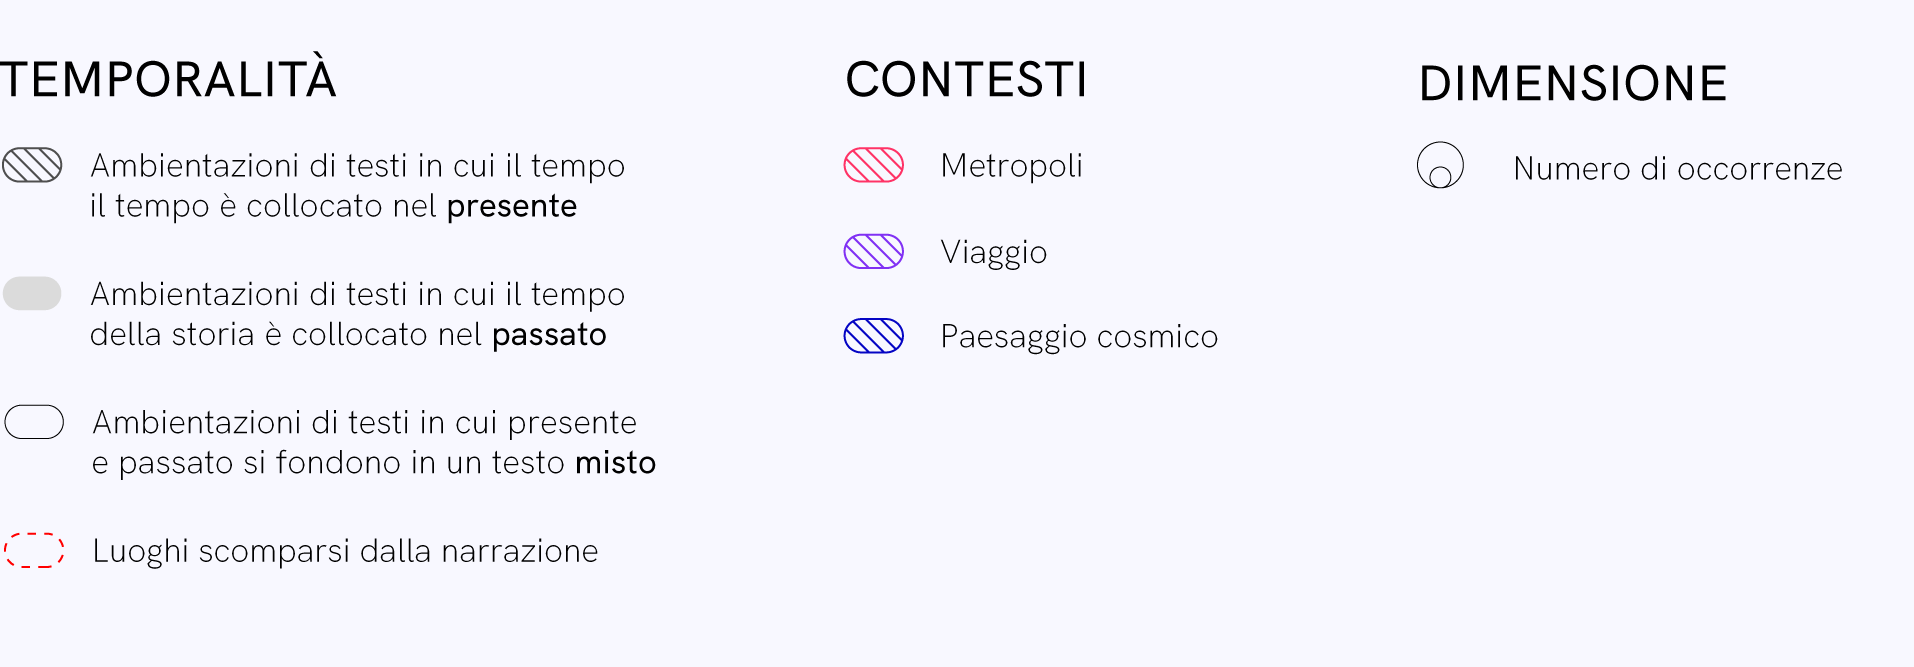 TEMPORALITÀ
Ambientazioni di testi in cui il tempo
il tempo è collocato nel presente
Ambientazioni di testi in cui il tempo
della storia è collocato nel passato
Ambientazioni di testi in cui presente
e passato si fondono in un testo misto
Luoghi scomparsi dalla narrazione
CONTESTI
Metropoli
Viaggio
Paesaggio cosmico
DIMENSIONE
Numero di occorrenze